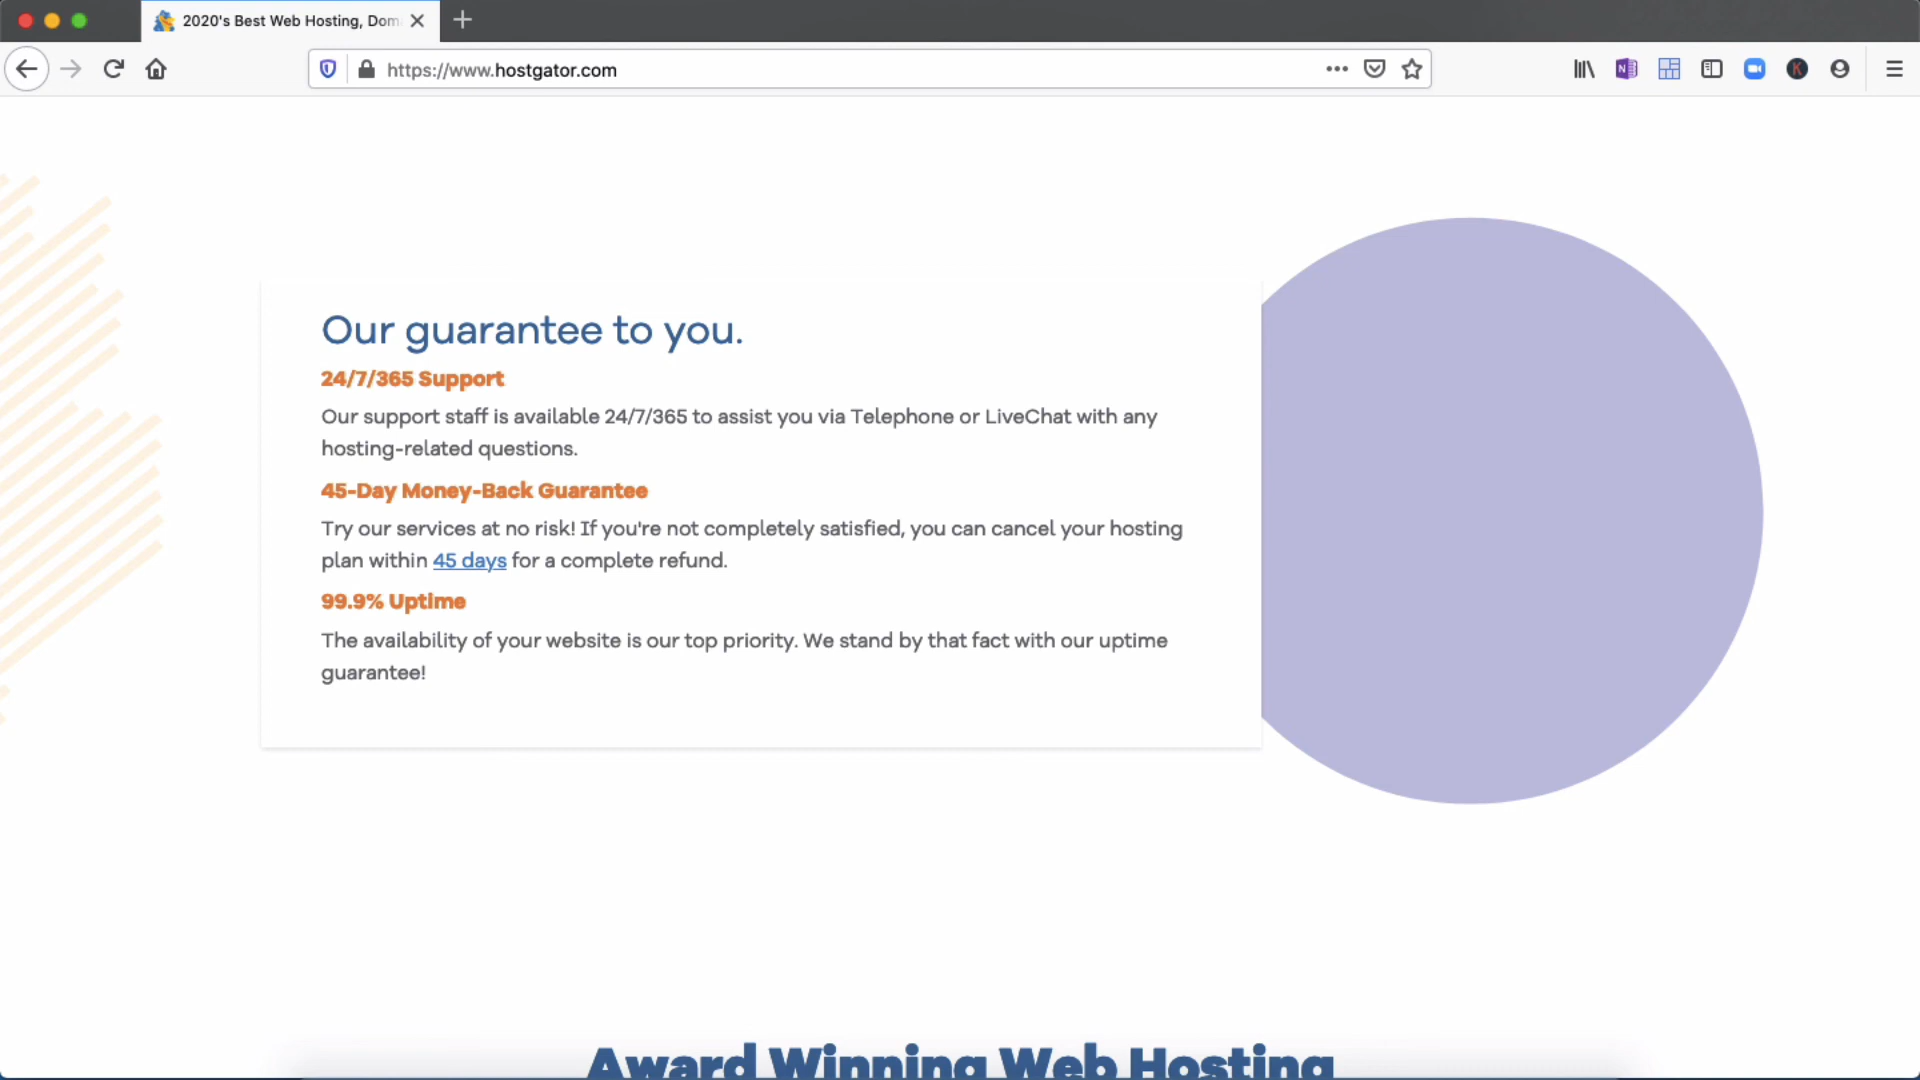 2020's Best Web Hosting, Dom
https://www.hostgator.com
Our guarantee to you.
24/7/365 Support
Our support staff is available 24/7/365 to assist you via Telephone or LiveChat with any
hosting-related questions.
45-Day Money-Back Guarantee
Try our services at no risk! If you're not completely satisfied, you can cancel your hosting
plan within 45 days for a complete refund.
99.9% Uptime
The availability of your website is our top priority. We stand by that fact with our uptime
guarantee!
Award Winning Web Hosting